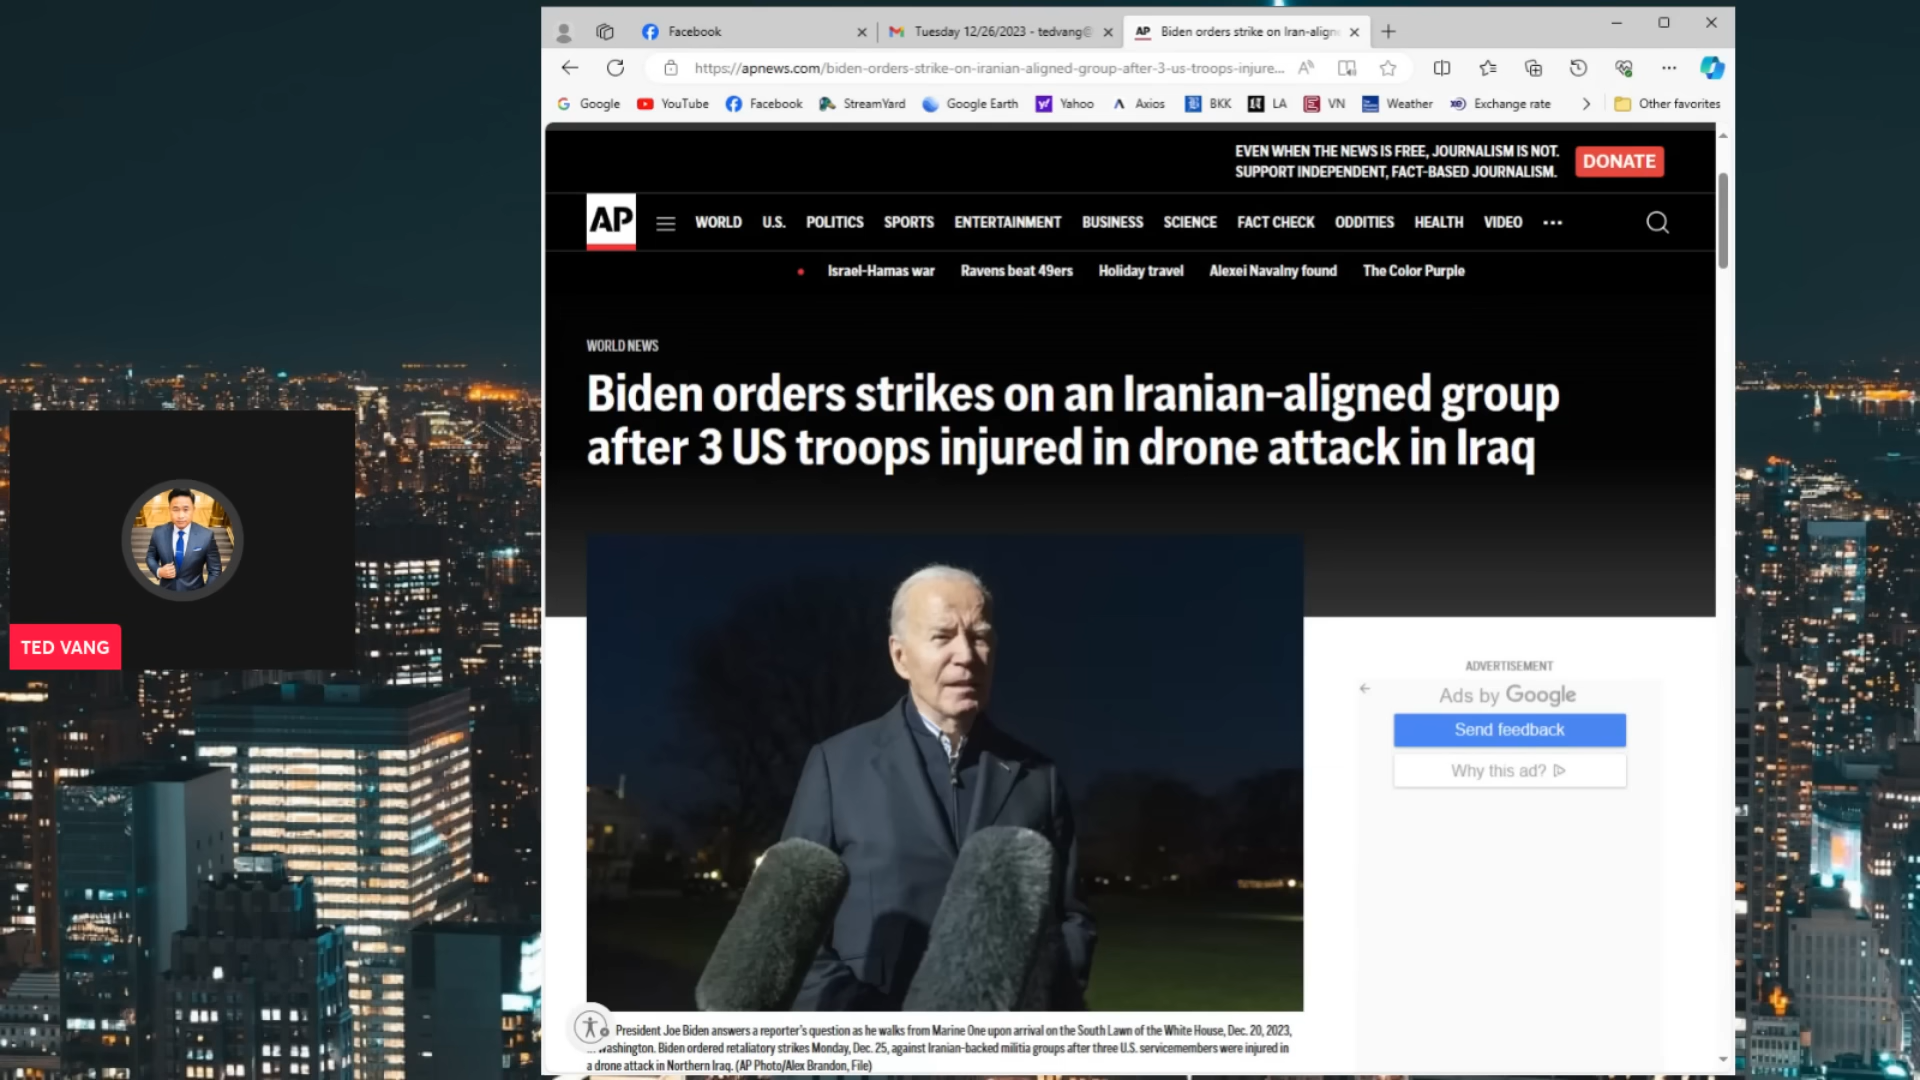 Facebook
Tuesday 12/26/2023 - tedvang@
Biden orders strike on Iran-align
https://apnews.com/biden-orders-strike-on-iranian-aligned-group-after-3-us-troops-injure...
Google YouTube Facebook StreamYard Google Earth Yahoo Axios BKK LA VN Weather Exchange rate Other favorites
EVEN WHEN THE NEWS IS FREE, JOURNALISM IS NOT.
SUPPORT INDEPENDENT, FACT-BASED JOURNALISM.
DONATE
AP
WORLD U.S. POLITICS SPORTS ENTERTAINMENT BUSINESS SCIENCE FACT CHECK ODDITIES HEALTH VIDEO
Israel-Hamas war Ravens beat 49ers Holiday travel Alexei Navalny found The Color Purple
WORLD NEWS
Biden orders strikes on an Iranian-aligned group
after 3 US troops injured in drone attack in Iraq
TED VANG
ADVERTISEMENT
Ads by Google
Send feedback
Why this ad?
President Joe Biden answers a reporter's question as he walks from Marine One upon arrival on the South Lawn of the White House, Dec. 20, 2023,
Washington. Biden ordered retaliatory strikes Monday, Dec. 25, against Iranian-backed militia groups after three U.S. servicemembers were injured in
a drone attack in Northern Iraq. (AP Photo/Alex Brandon, File)